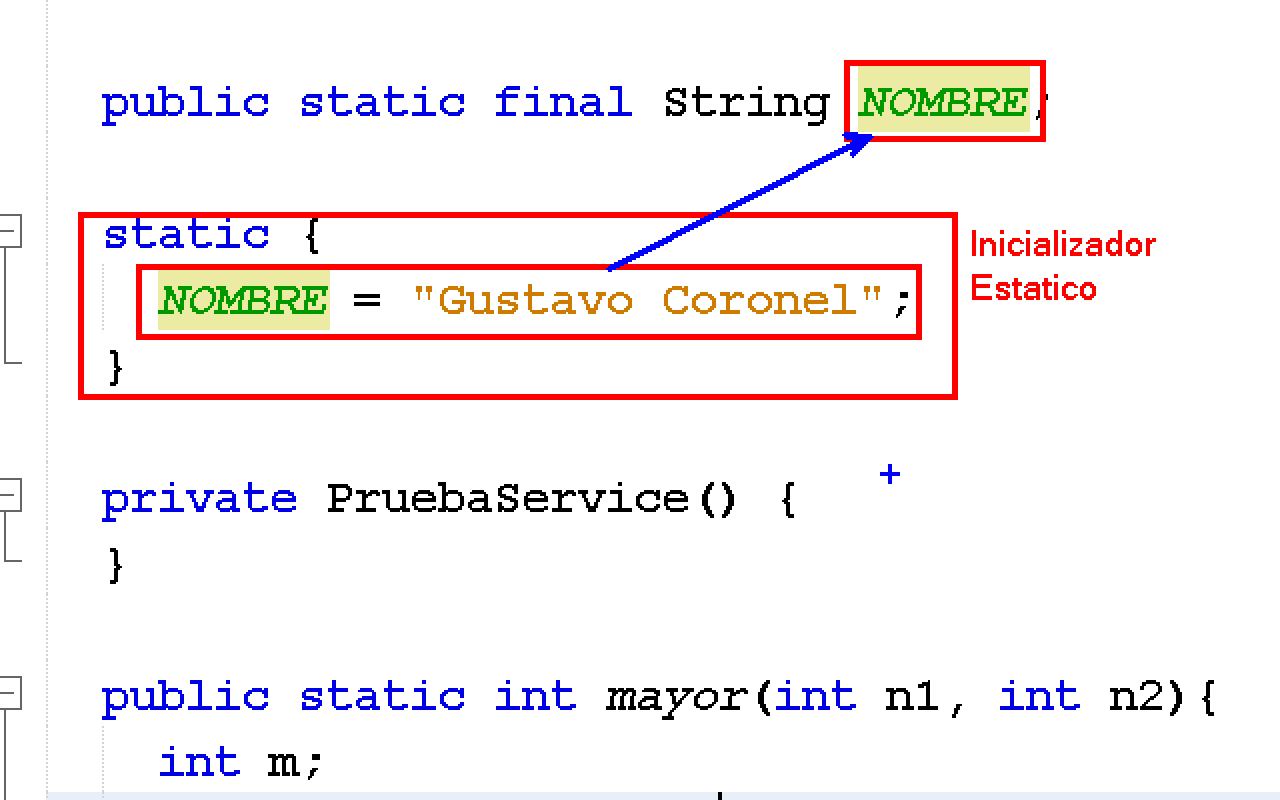 public static final String NOMBRE;
static {
NOMBRE = "Gustavo Coronel";
}
Inicializador
Estatico
private PruebaService() {
}
public static int mayor(int n1, int n2){
int m;